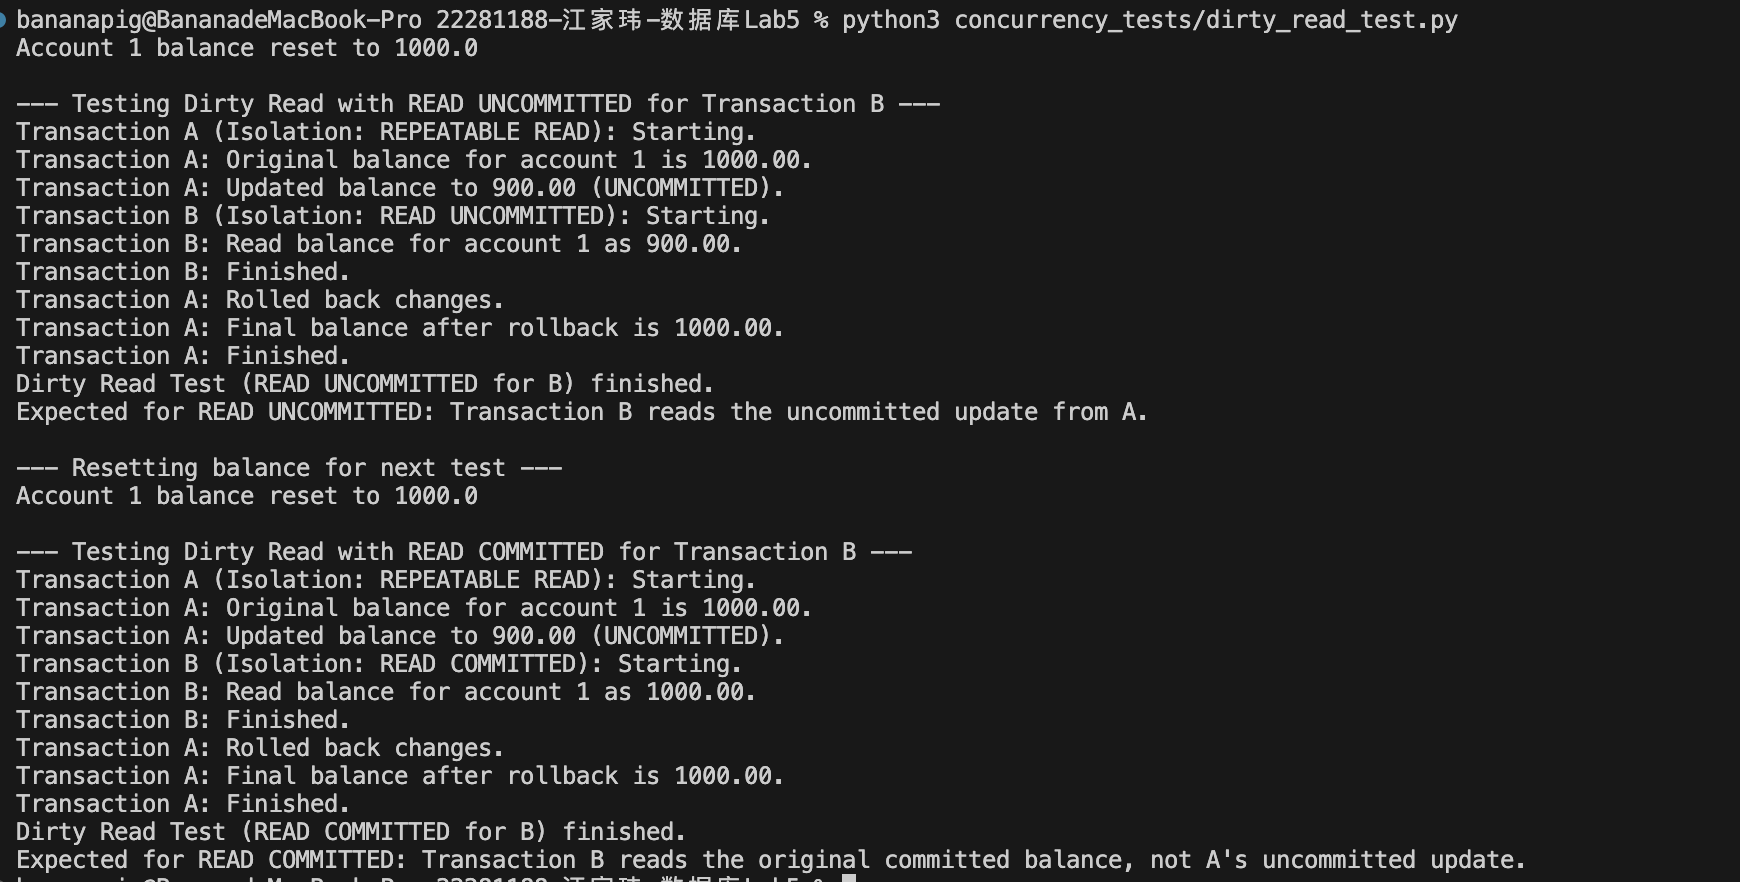 bananapig@BananadeMacBook-Pro 22281188-江家玮-数据库Lab5 % python3 concurrency_tests/dirty_read_test.py
Account 1 balance reset to 1000.0
--- Testing Dirty Read with READ UNCOMMITTED for Transaction B ---
Transaction A (Isolation: REPEATABLE READ): Starting.
Transaction A: Original balance for account 1 is 1000.00.
Transaction A: Updated balance to 900.00 (UNCOMMITTED).
Transaction B (Isolation: READ UNCOMMITTED): Starting.
Transaction B: Read balance for account 1 as 900.00.
Transaction B: Finished.
Transaction A: Rolled back changes.
Transaction A: Final balance after rollback is 1000.00.
Transaction A: Finished.
Dirty Read Test (READ UNCOMMITTED for B) finished.
Expected for READ UNCOMMITTED: Transaction B reads the uncommitted update from A.
--- Resetting balance for next test ---
Account 1 balance reset to 1000.0
--- Testing Dirty Read with READ COMMITTED for Transaction B ---
Transaction A (Isolation: REPEATABLE READ): Starting.
Transaction A: Original balance for account 1 is 1000.00.
Transaction A: Updated balance to 900.00 (UNCOMMITTED).
Transaction B (Isolation: READ COMMITTED): Starting.
Transaction B: Read balance for account 1 as 1000.00.
Transaction B: Finished.
Transaction A: Rolled back changes.
Transaction A: Final balance after rollback is 1000.00.
Transaction A: Finished.
Dirty Read Test (READ COMMITTED for B) finished.
Expected for READ COMMITTED: Transaction B reads the original committed balance, not A's uncommitted update.